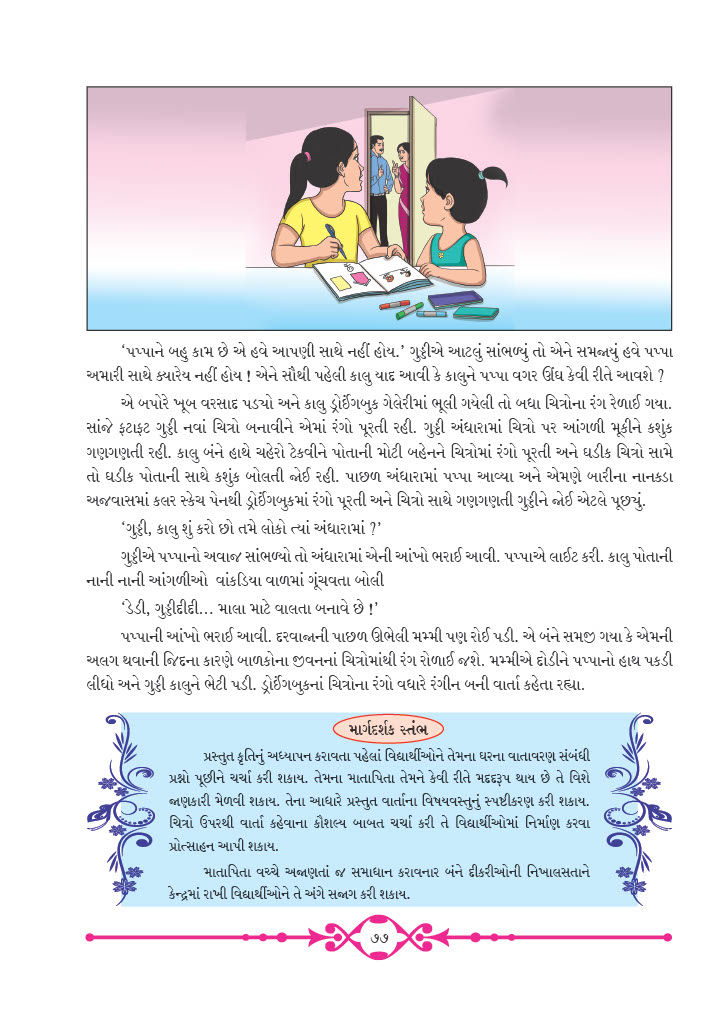 ‘પપ્પાને બહુ કામ છે એ હવે આપણી સાથે નહીં હોય.’ ગુડ્ડીએ આટલું સાંભળ્યું તો એને સમજાયું હવે પપ્પા
અમારી સાથે ક્યારેય નહીં હોય ! એને સૌથી પહેલી કાલુ યાદ આવી કે કાલુને પપ્પા વગર ઊંઘ કેવી રીતે આવશે ?
એ બપોરે ખૂબ વરસાદ પડ્યો અને કાલુ ડ્રોઈંગબુક ગેલેરીમાં ભૂલી ગયેલી તો બધા ચિત્રોના રંગ રેળાઈ ગયા.
સાંજે ફટાફટ ગુડ્ડી નવાં ચિત્રો બનાવીને એમાં રંગો પૂરતી રહી. ગુડ્ડી અંધારામાં ચિત્રો પર આંગળી મૂકીને કશુંક
ગણગણતી રહી. કાલુ બંને હાથે ચહેરો ટેકવીને પોતાની મોટી બહેનને ચિત્રોમાં રંગો પૂરતી અને ઘડીક ચિત્રો સામે
તો ઘડીક પોતાની સાથે કશુંક બોલતી જોઈ રહી. પાછળ અંધારામાં પપ્પા આવ્યા અને એમણે બારીના નાનકડા
અજવાસમાં કલર સ્કેચ પેનથી ડ્રોઈંગબુકમાં રંગો પૂરતી અને ચિત્રો સાથે ગણગણતી ગુડ્ડીને જોઈ એટલે પૂછ્યું.
‘ગુડ્ડી, કાલુ શું કરો છો તમે લોકો ત્યાં અંધારામાં ?’
ગુડ્ડીએ પપ્પાનો અવાજ સાંભળ્યો તો અંધારામાં એની આંખો ભરાઈ આવી. પપ્પાએ લાઈટ કરી. કાલુ પોતાની
નાની નાની આંગળીઓ વાંકડિયા વાળમાં ગૂંચવતા બોલી
‘ડેડી, ગુડ્ડીદીદી... માલા માટે વાલતા બનાવે છે !’
પપ્પાની આંખો ભરાઈ આવી. દરવાજાની પાછળ ઊભેલી મમ્મી પણ રોઈ પડી. એ બંને સમજી ગયા કે એમની
અલગ થવાની જિદના કારણે બાળકોના જીવનનાં ચિત્રોમાંથી રંગ રોળાઈ જશે. મમ્મીએ દોડીને પપ્પાનો હાથ પકડી
લીધો અને ગુડ્ડી કાલુને ભેટી પડી. ડ્રોઈંગબુકનાં ચિત્રોના રંગો વધારે રંગીન બની વાર્તા કહેતા રહ્યા.
માર્ગદર્શક સ્તંભ
પ્રસ્તુત કૃતિનું અધ્યાપન કરાવતા પહેલાં વિદ્યાર્થીઓને તેમના ઘરના વાતાવરણ સંબંધી
પ્રશ્નો પૂછીને ચર્ચા કરી શકાય. તેમના માતાપિતા તેમને કેવી રીતે મદદરૂપ થાય છે તે વિશે
જાણકારી મેળવી શકાય. તેના આધારે પ્રસ્તુત વાર્તાના વિષયવસ્તુનું સ્પષ્ટીકરણ કરી શકાય.
ચિત્રો ઉપરથી વાર્તા કહેવાના કૌશલ્ય બાબત ચર્ચા કરી તે વિદ્યાર્થીઓમાં નિર્માણ કરવા
પ્રોત્સાહન આપી શકાય.
માતાપિતા વચ્ચે અજાણતાં જ સમાધાન કરાવનાર બંને દીકરીઓની નિખાલસતાને
કેન્દ્રમાં રાખી વિદ્યાર્થીઓને તે અંગે સજાગ કરી શકાય.
૭૭